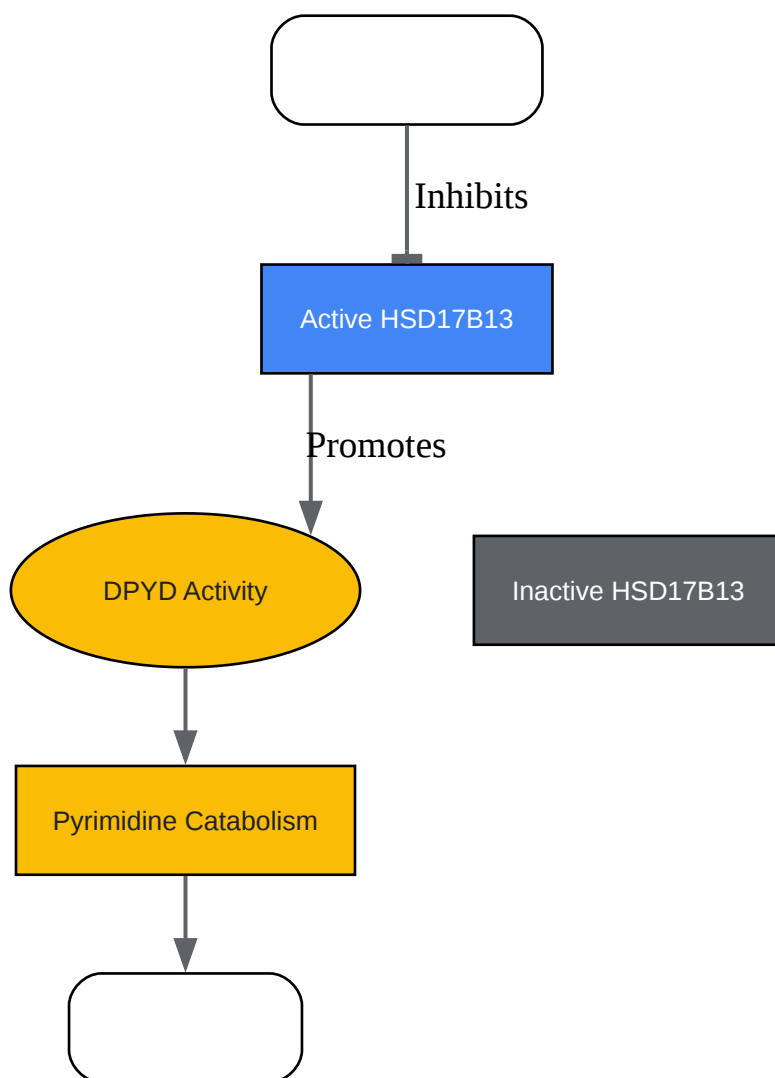 Inhibits
Active HSD17B13
Promotes
DPYD Activity
Inactive HSD17B13
Pyrimidine Catabolism